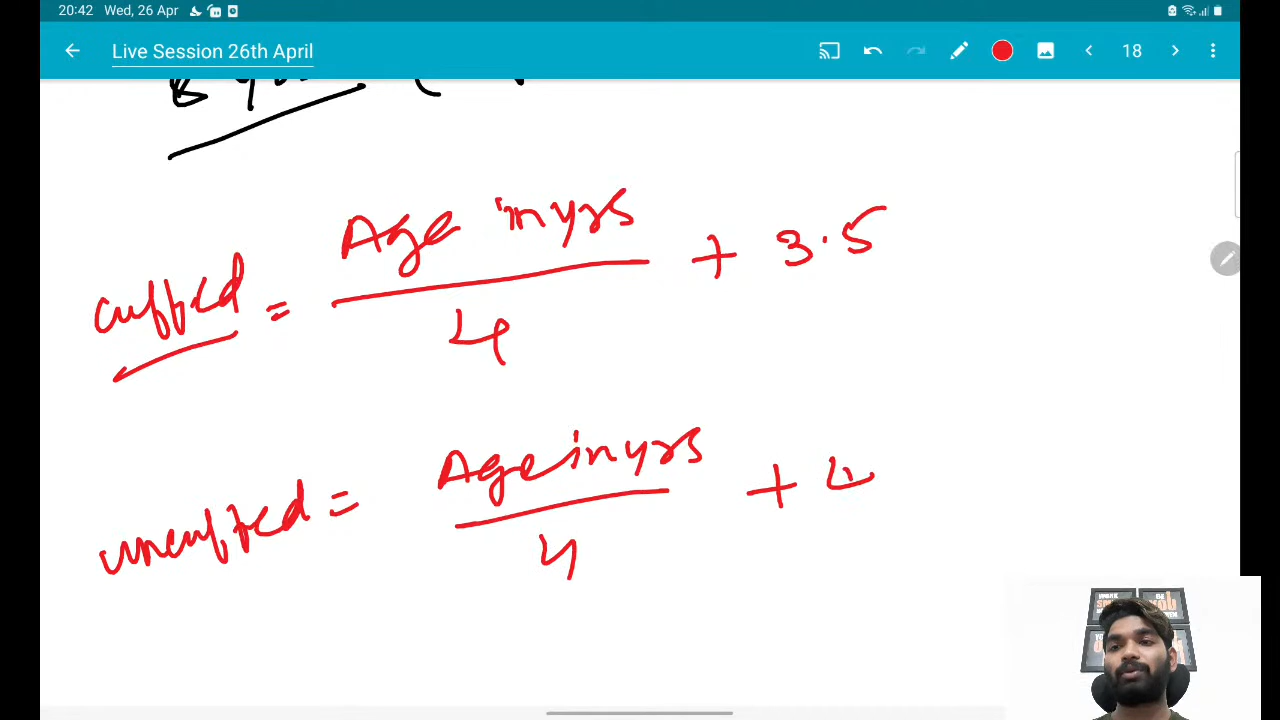 20:42 Wed, 26 Apr
Live Session 26th April
18
cuffed = Age in yrs / 4 + 3.5
uncuffed = Age in yrs / 4 + 4